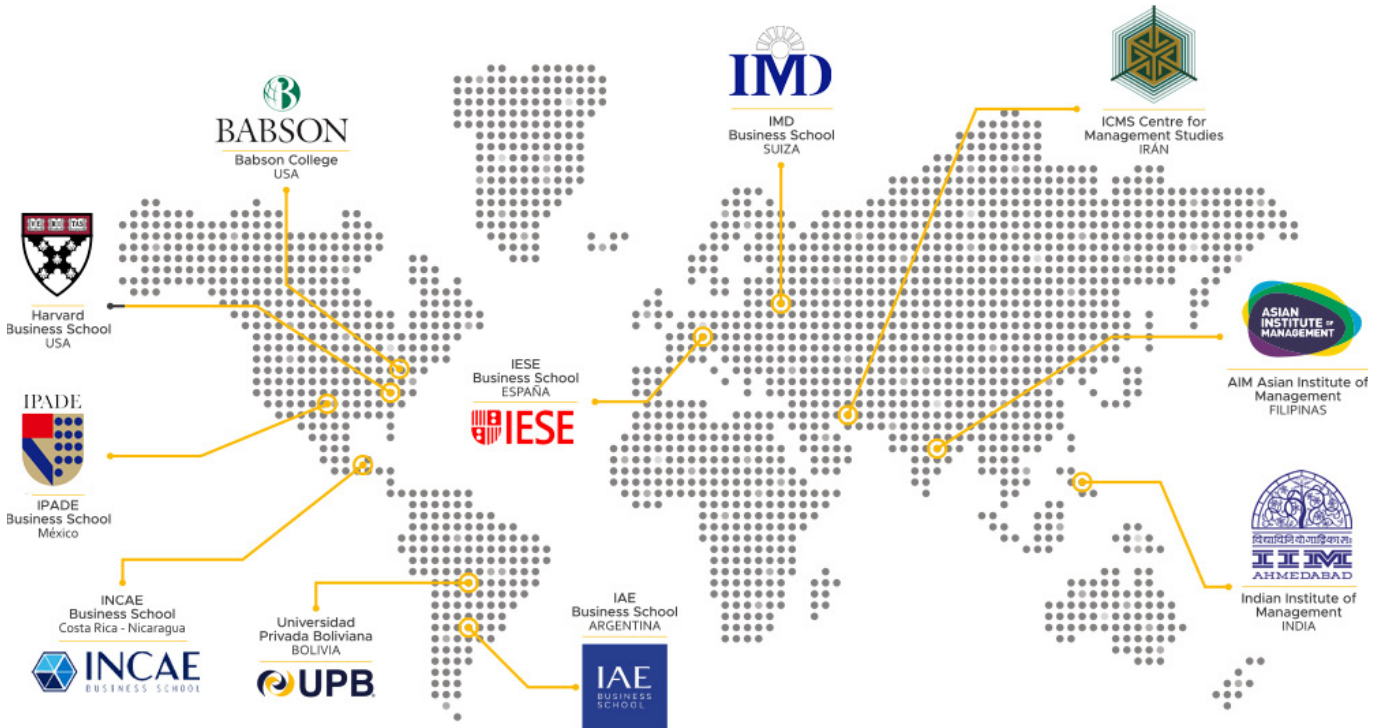 BABSON
Babson College
USA
IMD
IMD
Business School
SUIZA
ICMS Centre for
Management Studies
IRÁN
VE RI TAS
Harvard
Business School
USA
ASIAN
INSTITUTE OF
MANAGEMENT
AIM Asian Institute of
Management
FILIPINAS
IESE
Business School
ESPAÑA
IESE
IPADE
IPADE
Business School
México
विद्याविनियोगाद्विकासः
IIM
AHMEDABAD
Indian Institute of
Management
INDIA
INCAE
Business School
Costa Rica - Nicaragua
INCAE
BUSINESS SCHOOL
Universidad
Privada Boliviana
BOLIVIA
UPB
IAE
Business School
ARGENTINA
IAE
BUSINESS
SCHOOL